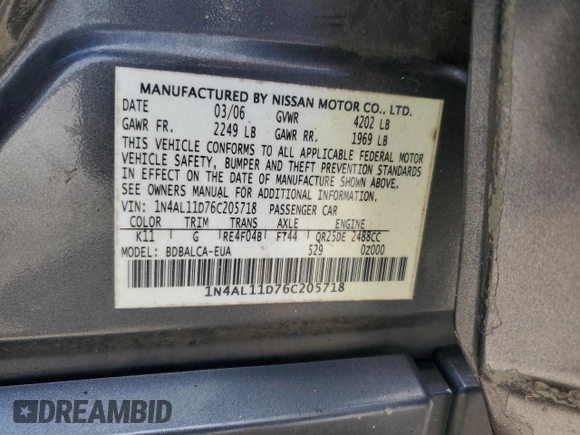 MANUFACTURED BY NISSAN MOTOR CO., LTD.
DATE 03/06 GVWR 4202 LB
GAWR FR. 2249 LB GAWR RR. 1969 LB
THIS VEHICLE CONFORMS TO ALL APPLICABLE FEDERAL MOTOR
VEHICLE SAFETY, BUMPER AND THEFT PREVENTION STANDARDS
IN EFFECT ON THE DATE OF MANUFACTURE SHOWN ABOVE.
SEE OWNERS MANUAL FOR ADDITIONAL INFORMATION.
VIN: 1N4AL11D76C205718 PASSENGER CAR
COLOR TRIM TRANS AXLE ENGINE
K11 G RE4F04B FT44 QR25DE 2488CC
MODEL: BDBALCA-EUA 529 0Z000
1N4AL11D76C205718
DREAMBID